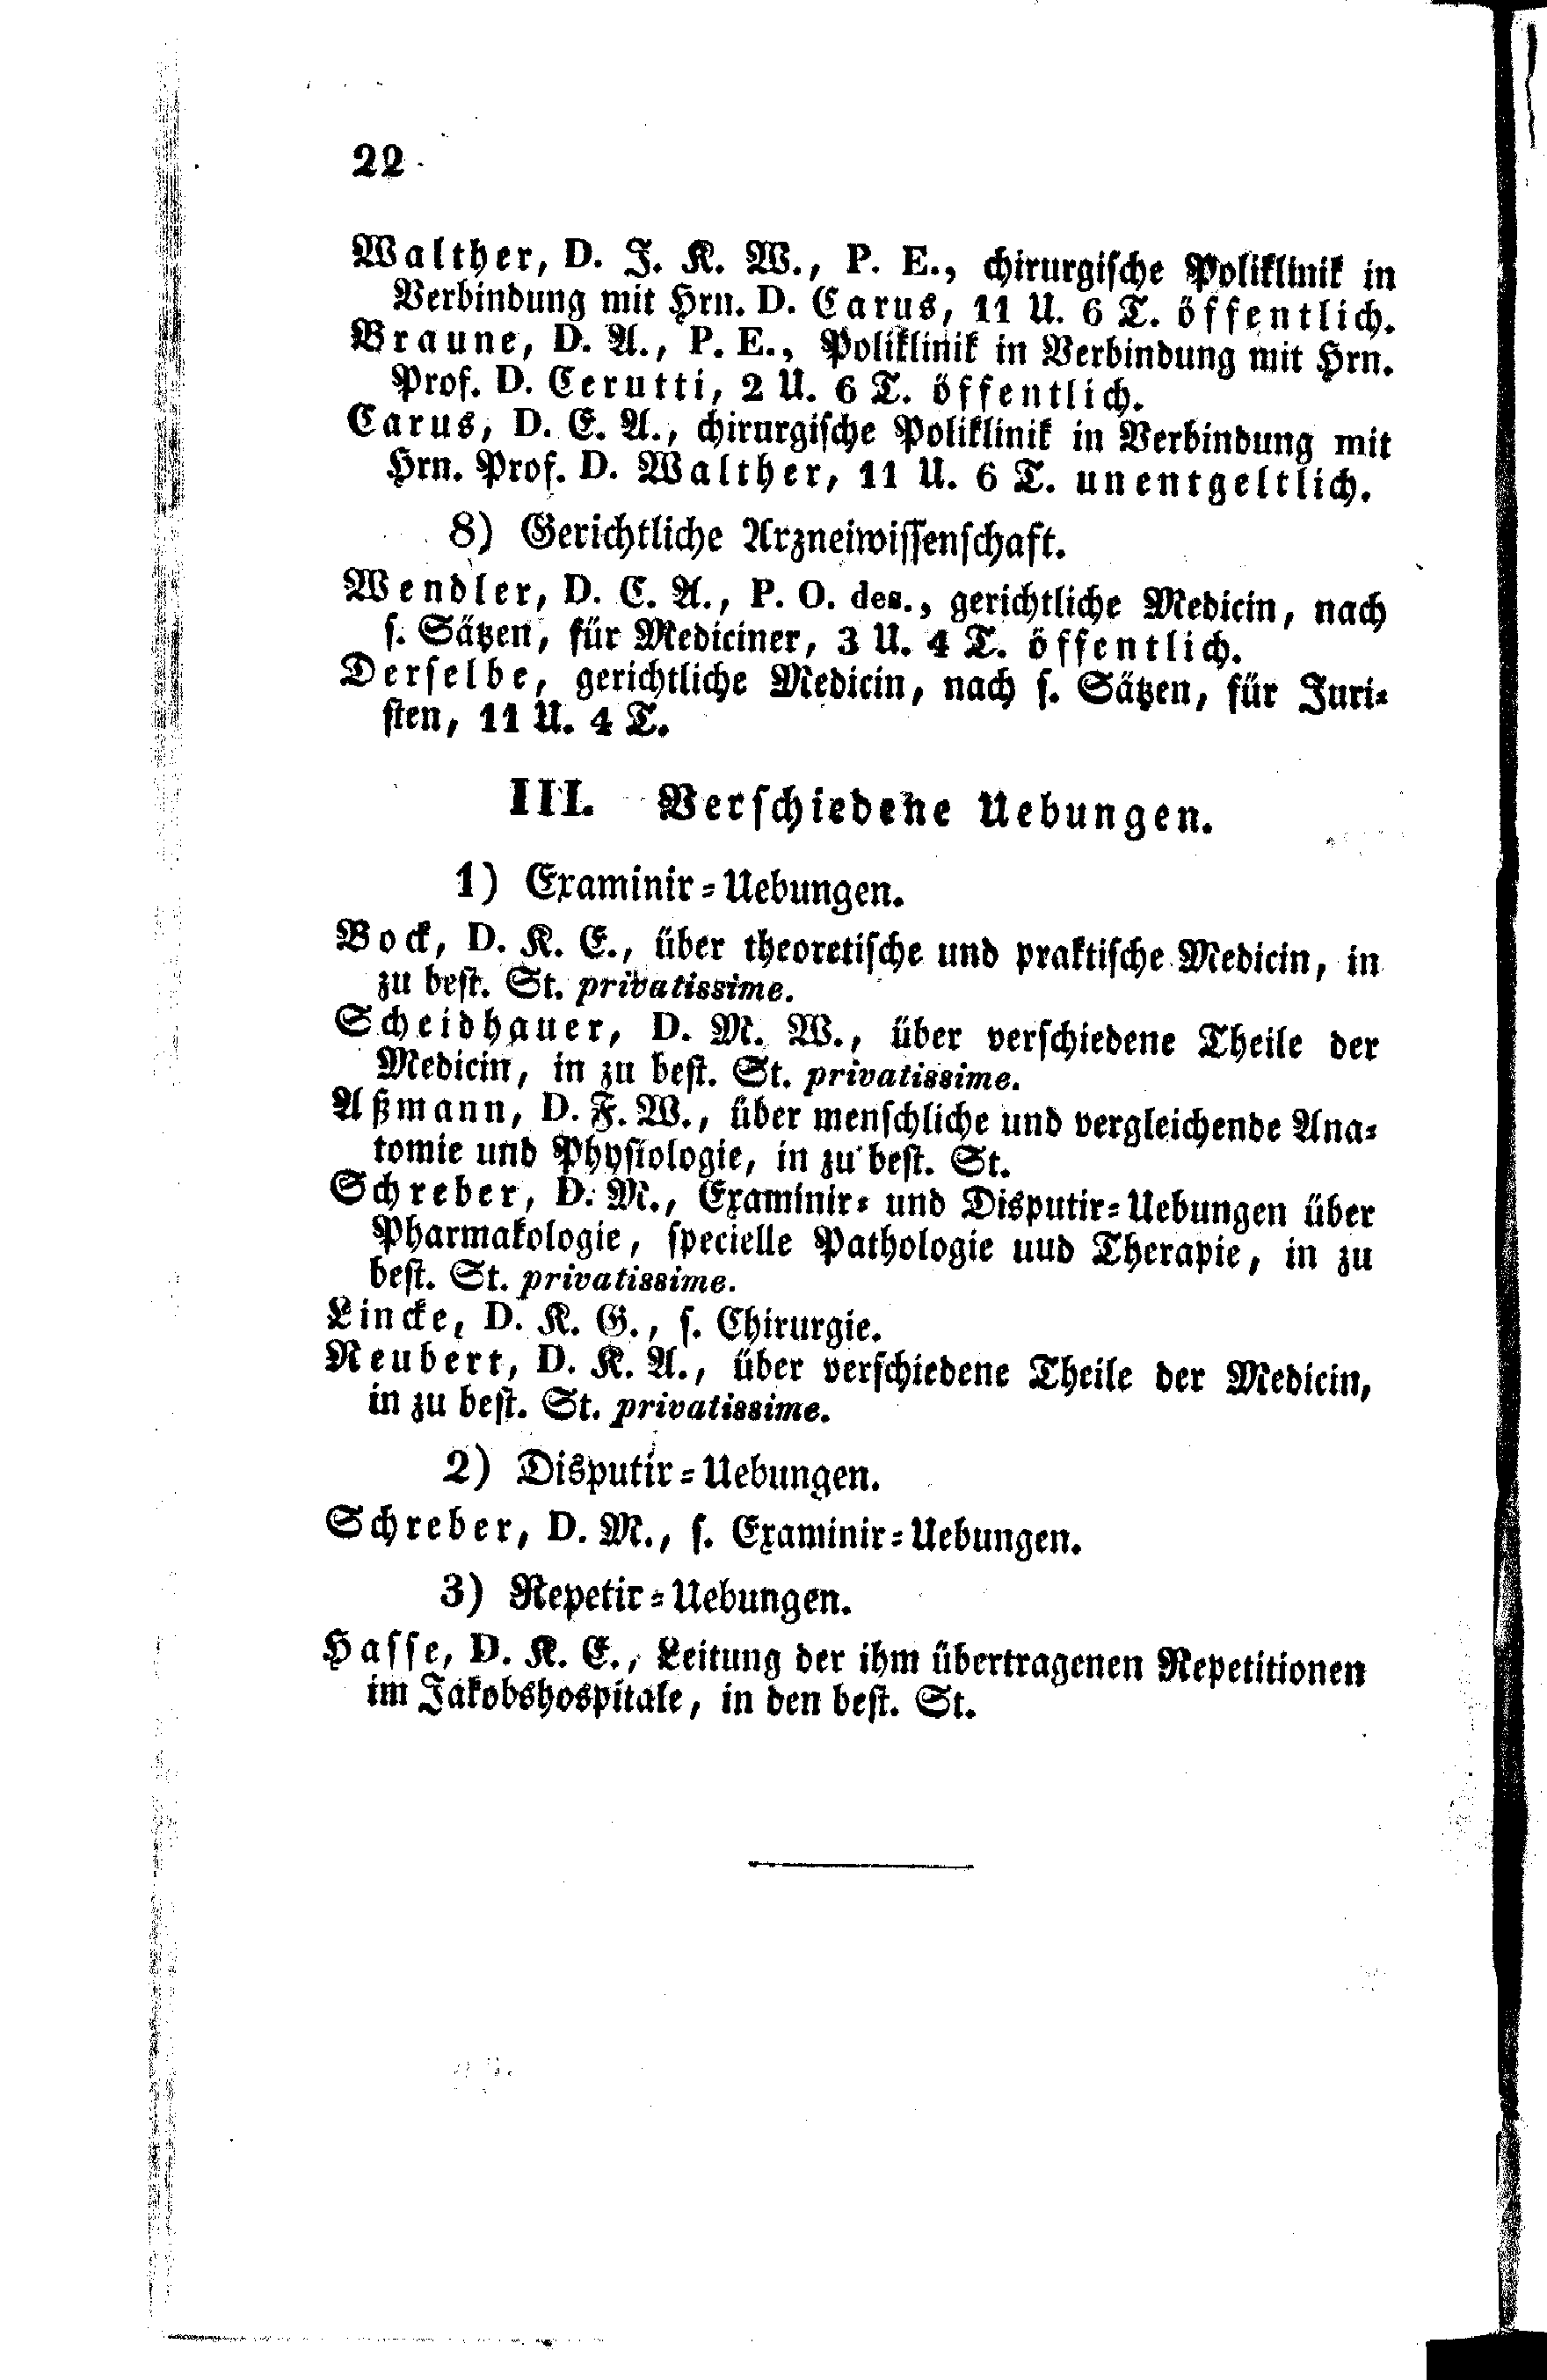 22
Walther, D. J. K. W., P. E., chirurgische Poliklinik in
Verbindung mit Hrn. D. Carus, 11 U. 6 T. öffentlich.
Braune, D. A., P. E., Poliklinik in Verbindung mit Hrn.
Prof. D. Cerutti, 2 U. 6 T. öffentlich.
Carus, D. E. A., chirurgische Poliklinik in Verbindung mit
Hrn. Prof. D. Walther, 11 U. 6 T. unentgeltlich.
8) Gerichtliche Arzneiwissenschaft.
Wendler, D. C. A., P. O. des., gerichtliche Medicin, nach
s. Sätzen, für Mediciner, 3 U. 4 T. öffentlich.
Derselbe, gerichtliche Medicin, nach s. Sätzen, für Juri-
sten, 11 U. 4 T.
III. Verschiedene Uebungen.
1) Examinir-Uebungen.
Bock, D. K. E., über theoretische und praktische Medicin, in
zu best. St. privatissime.
Scheidhauer, D. M. W., über verschiedene Theile der
Medicin, in zu best. St. privatissime.
Aßmann, D. F. W., über menschliche und vergleichende Ana-
tomie und Physiologie, in zu best. St.
Schreber, D. M., Examinir- und Disputir-Uebungen über
Pharmakologie, specielle Pathologie uud Therapie, in zu
best. St. privatissime.
Lincke, D. K. G., s. Chirurgie.
Neubert, D. K. A., über verschiedene Theile der Medicin,
in zu best. St. privatissime.
2) Disputir-Uebungen.
Schreber, D. M., s. Examinir-Uebungen.
3) Repetir-Uebungen.
Hasse, D. K. E., Leitung der ihm übertragenen Repetitionen
im Jakobshospitale, in den best. St.